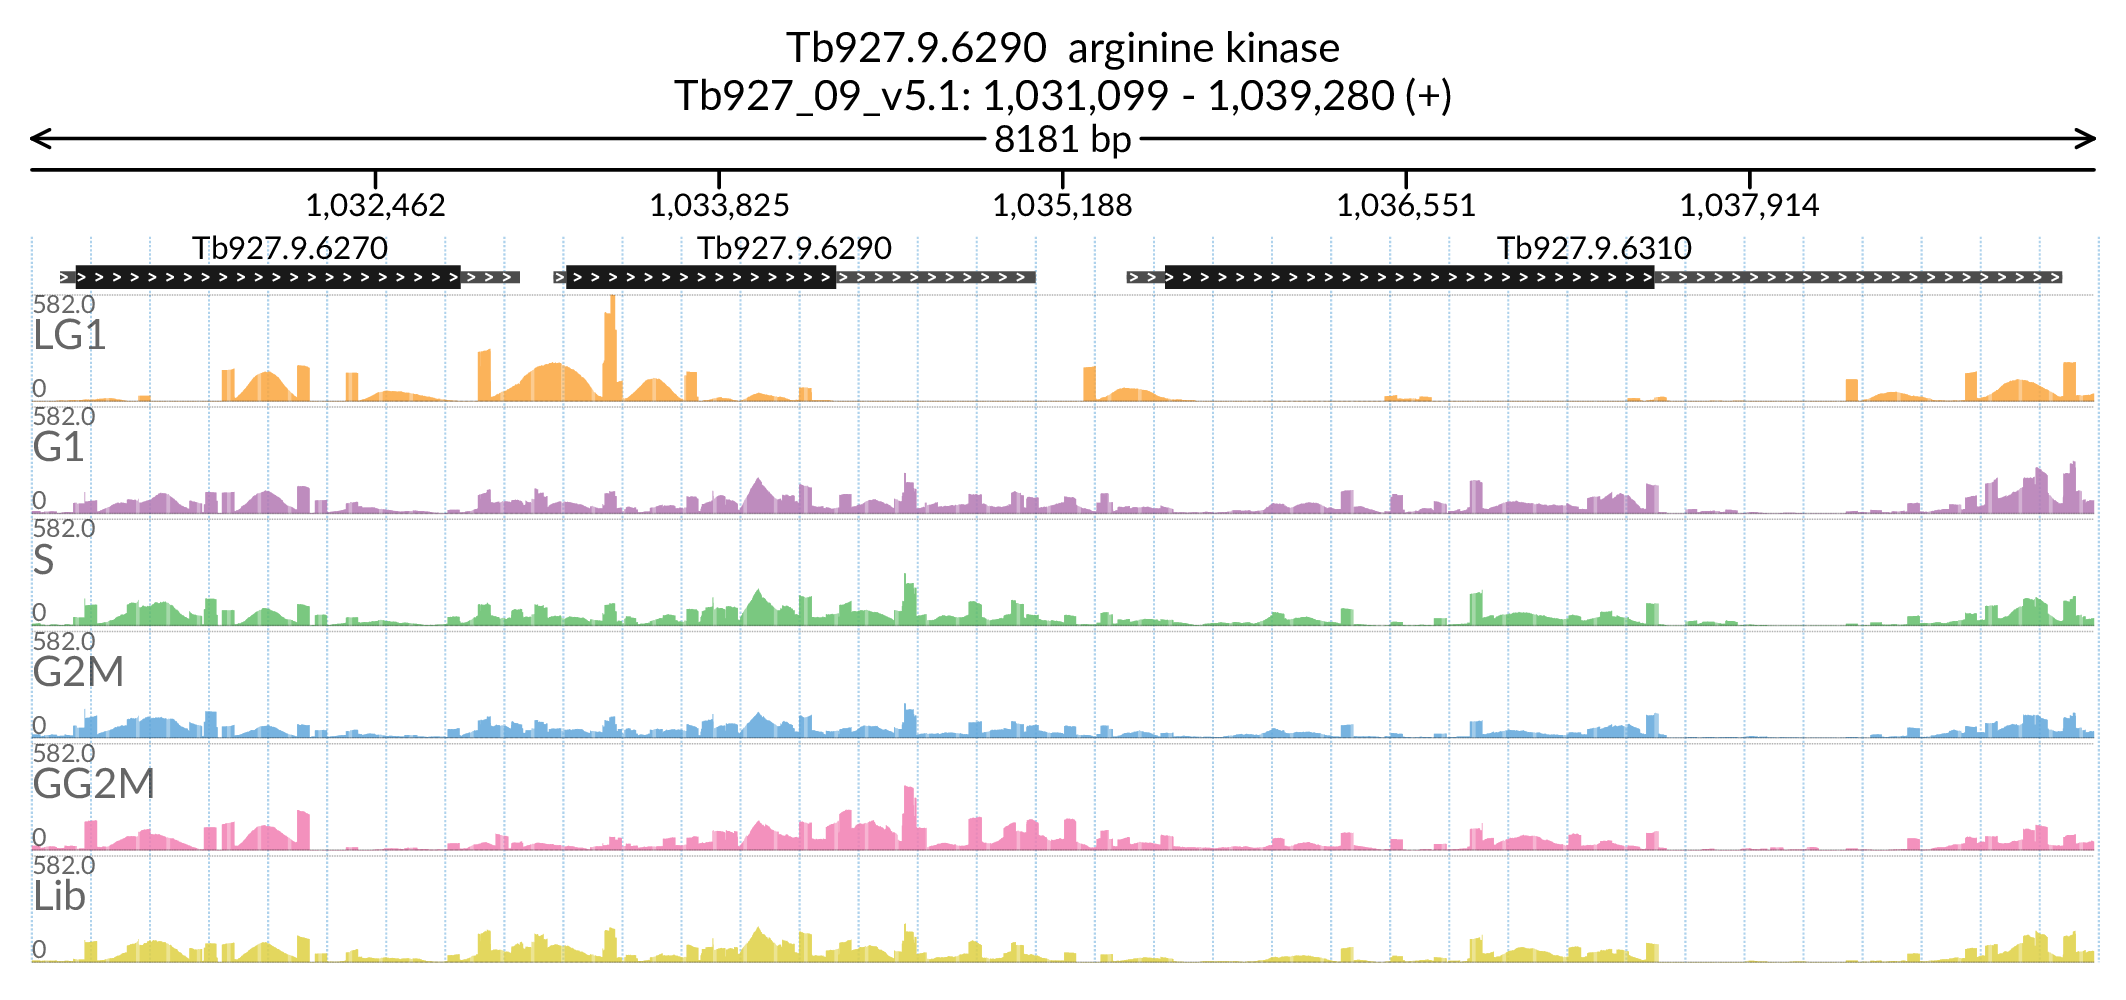 Tb927.9.6290  arginine kinase
Tb927_09_v5.1: 1,031,099 - 1,039,280 (+)
8181 bp
1,032,462 1,033,825 1,035,188 1,036,551 1,037,914
Tb927.9.6270 Tb927.9.6290 Tb927.9.6310
582.0
LG1
0
582.0
G1
0
582.0
S
0
582.0
G2M
0
582.0
GG2M
0
582.0
Lib
0